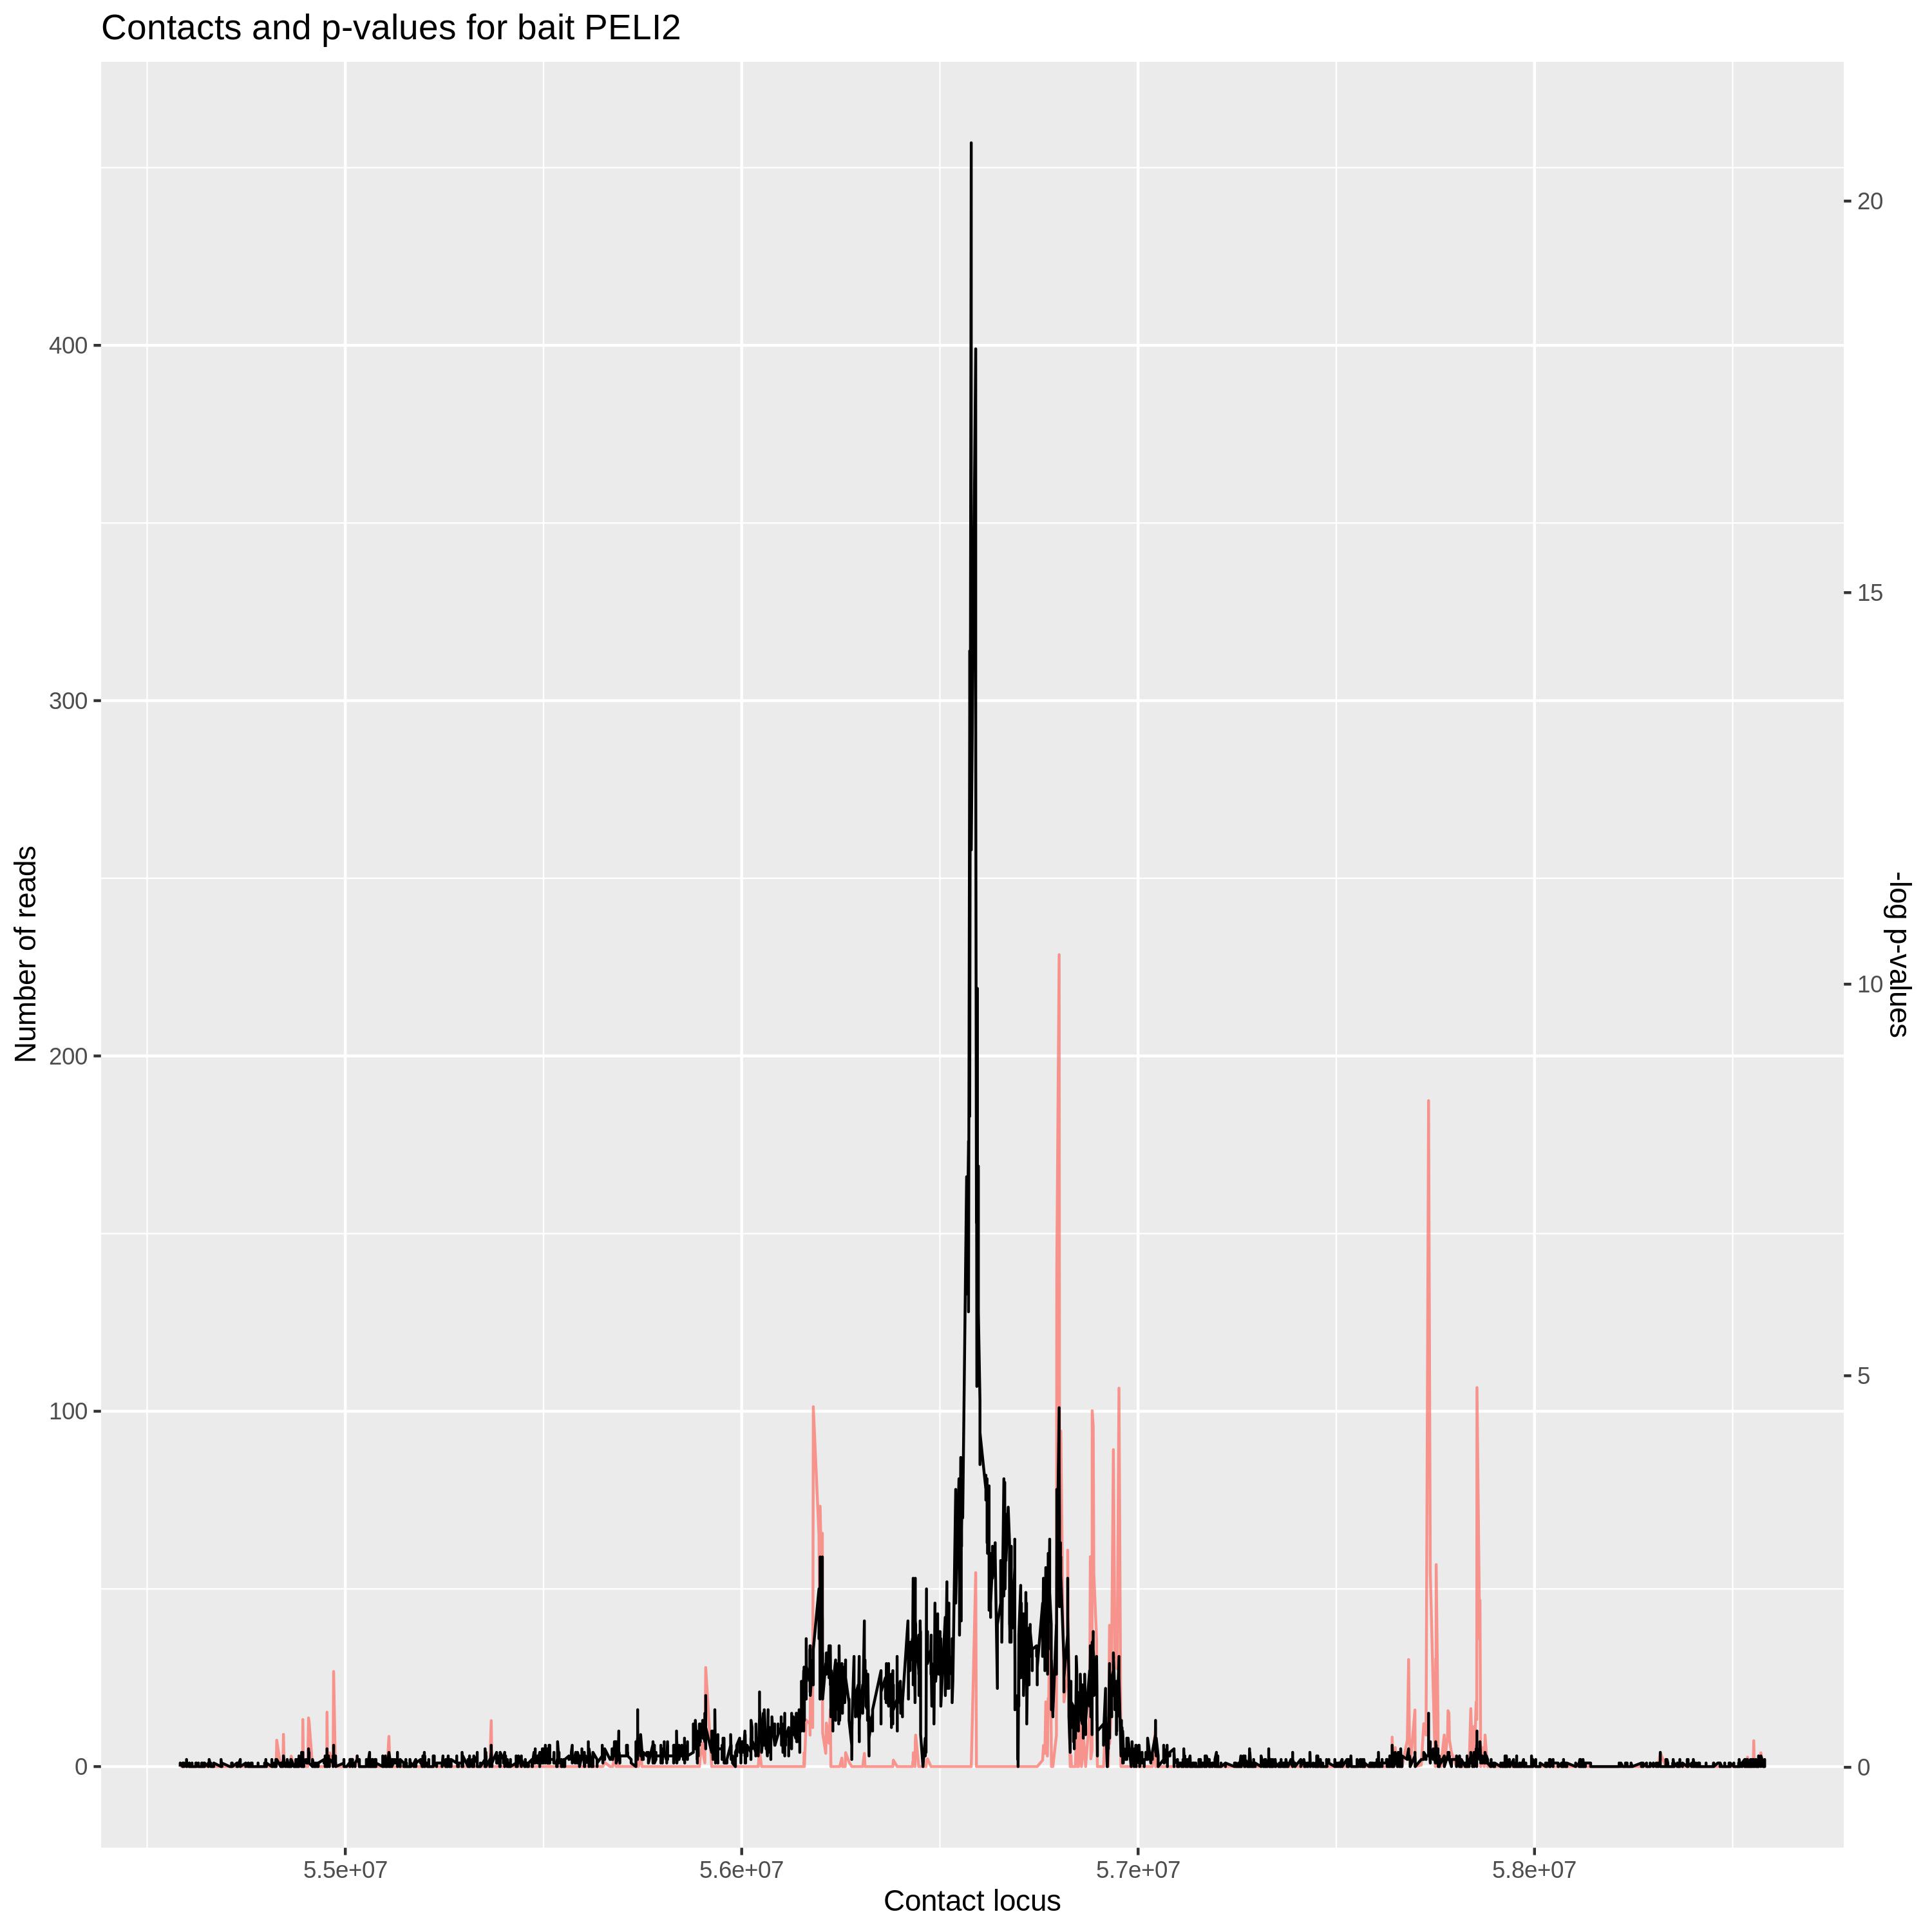 Contacts and p-values for bait PELI2
400
300
200
100
0
Number of reads
20
15
10
5
0
-log p-values
5.5e+07
5.6e+07
5.7e+07
5.8e+07
Contact locus